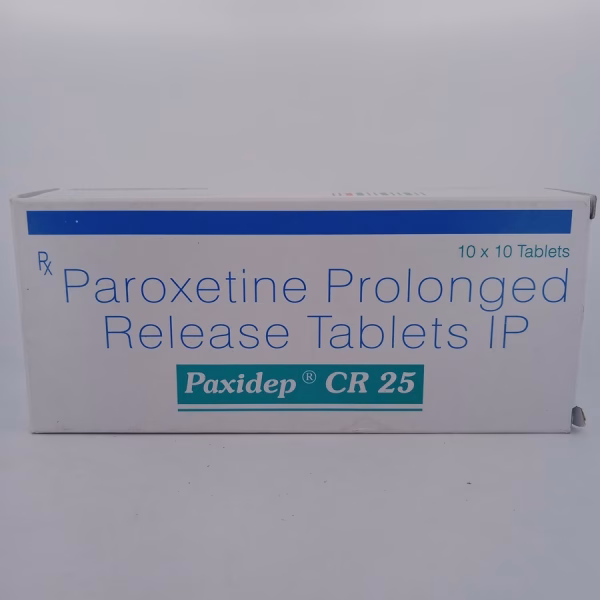 10 x 10 Tablets
Rx
Paroxetine Prolonged
Release Tablets IP
Paxidep® CR 25